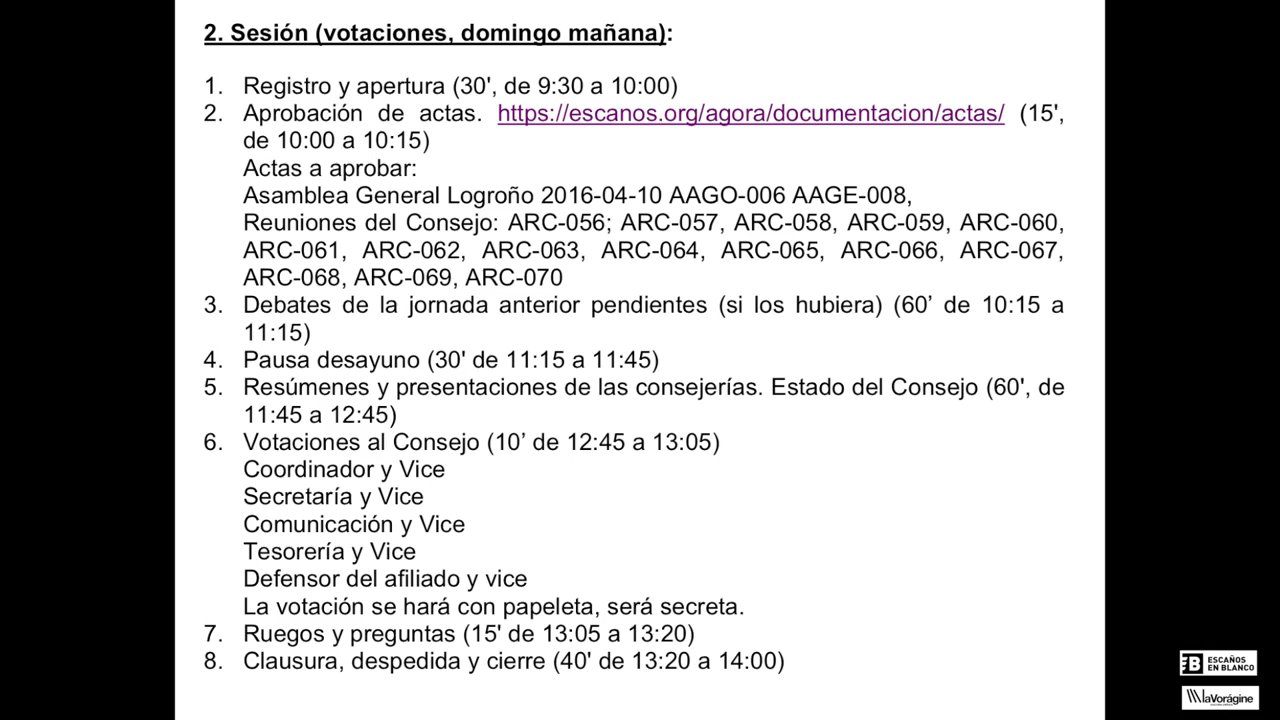 2. Sesión (votaciones, domingo mañana):
1. Registro y apertura (30', de 9:30 a 10:00)
2. Aprobación de actas. https://escanos.org/agora/documentacion/actas/ (15',
de 10:00 a 10:15)
Actas a aprobar:
Asamblea General Logroño 2016-04-10 AAGO-006 AAGE-008,
Reuniones del Consejo: ARC-056; ARC-057, ARC-058, ARC-059, ARC-060,
ARC-061, ARC-062, ARC-063, ARC-064, ARC-065, ARC-066, ARC-067,
ARC-068, ARC-069, ARC-070
3. Debates de la jornada anterior pendientes (si los hubiera) (60’ de 10:15 a
11:15)
4. Pausa desayuno (30' de 11:15 a 11:45)
5. Resúmenes y presentaciones de las consejerías. Estado del Consejo (60', de
11:45 a 12:45)
6. Votaciones al Consejo (10’ de 12:45 a 13:05)
Coordinador y Vice
Secretaría y Vice
Comunicación y Vice
Tesorería y Vice
Defensor del afiliado y vice
La votación se hará con papeleta, será secreta.
7. Ruegos y preguntas (15' de 13:05 a 13:20)
8. Clausura, despedida y cierre (40' de 13:20 a 14:00)
EB ESCAÑOS
EN BLANCO
laVorágine